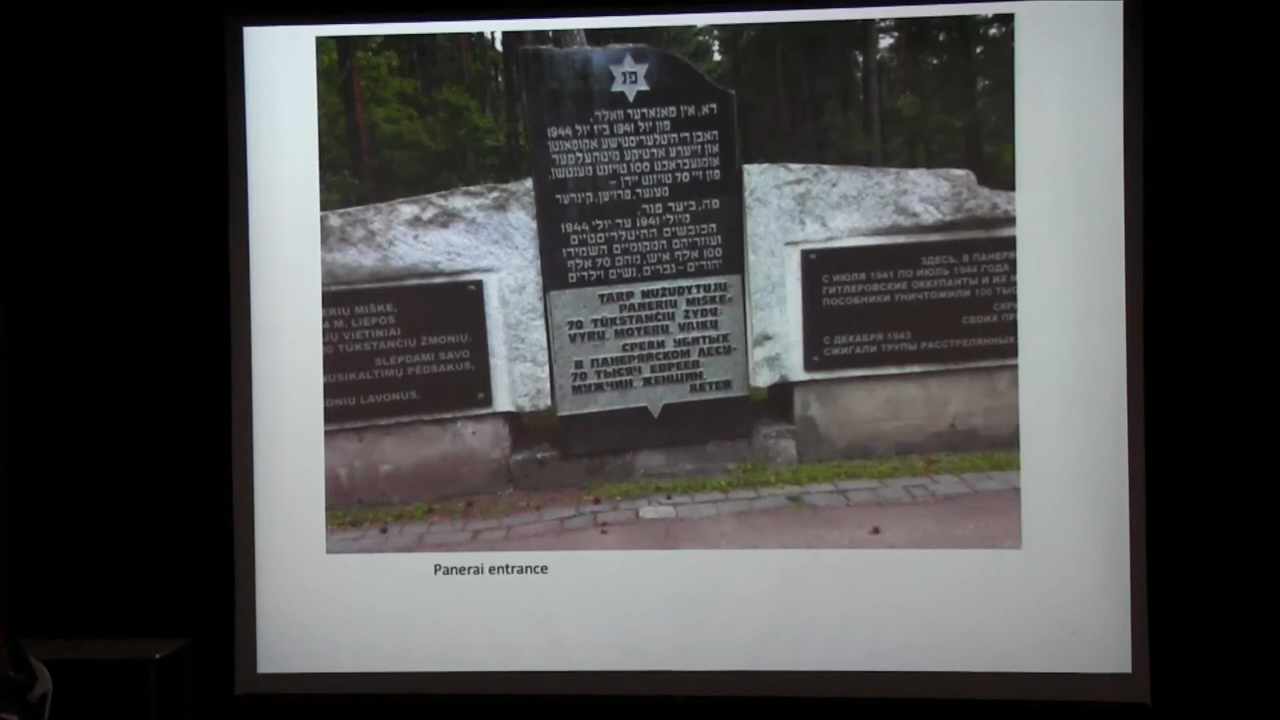 פ״נ
דא, אין פאנארער וואלד,
פון יול 1941 ביז יול 1944
האבן די היטלעריסטישע אקופאנטן
און זייערע ארטיקע מיטהעלפער
אומגעבראכט 100 טויזנט מענטשן,
פון זיי 70 טויזנט יידן –
מענער, פרויען, קינדער
פה, ביער פנר,
מיולי 1941 עד יולי 1944
הכובשים ההיטלריסטיים
ועוזריהם המקומיים השמידו
100 אלף איש, מהם 70 אלף
יהודים – גברים, נשים וילדים
TARP NUŽUDYTŲJŲ
PANERIŲ MIŠKE-
70 TŪKSTANČIŲ ŽYDŲ:
VYRŲ, MOTERŲ, VAIKŲ
СРЕДИ УБИТЫХ
В ПАНЕРЯЙСКОМ ЛЕСУ-
70 ТЫСЯЧ ЕВРЕЕВ
МУЖЧИН, ЖЕНЩИН, ДЕТЕЙ
ERIŲ MIŠKE,
4 M. LIEPOS
JŲ VIETINIAI
00 TŪKSTANČIŲ ŽMONIŲ.
SLĖPDAMI SAVO
NUSIKALTIMŲ PĖDSAKUS,
ONIŲ LAVONUS.
ЗДЕСЬ, В ПАНЕРЯ
С ИЮЛЯ 1941 ПО ИЮЛЬ 1944 ГОДА
ГИТЛЕРОВСКИЕ ОККУПАНТЫ И ИХ
ПОСОБНИКИ УНИЧТОЖИЛИ 100 ТЫС
СВОИХ ПР
С ДЕКАБРЯ 1943
СЖИГАЛИ ТРУПЫ РАССТРЕЛЯННЫХ.
Panerai entrance